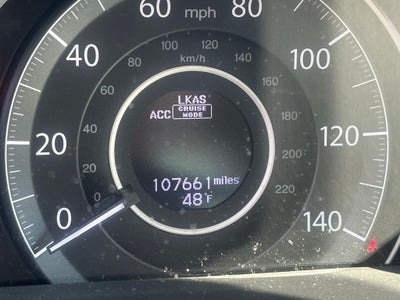 60 mph 80
40
100
20
120
0
140
0
20
40
60
80
100 120
km/h
140
160
180
200
220
LKAS
ACC CRUISE
MODE
107661 miles
48°F